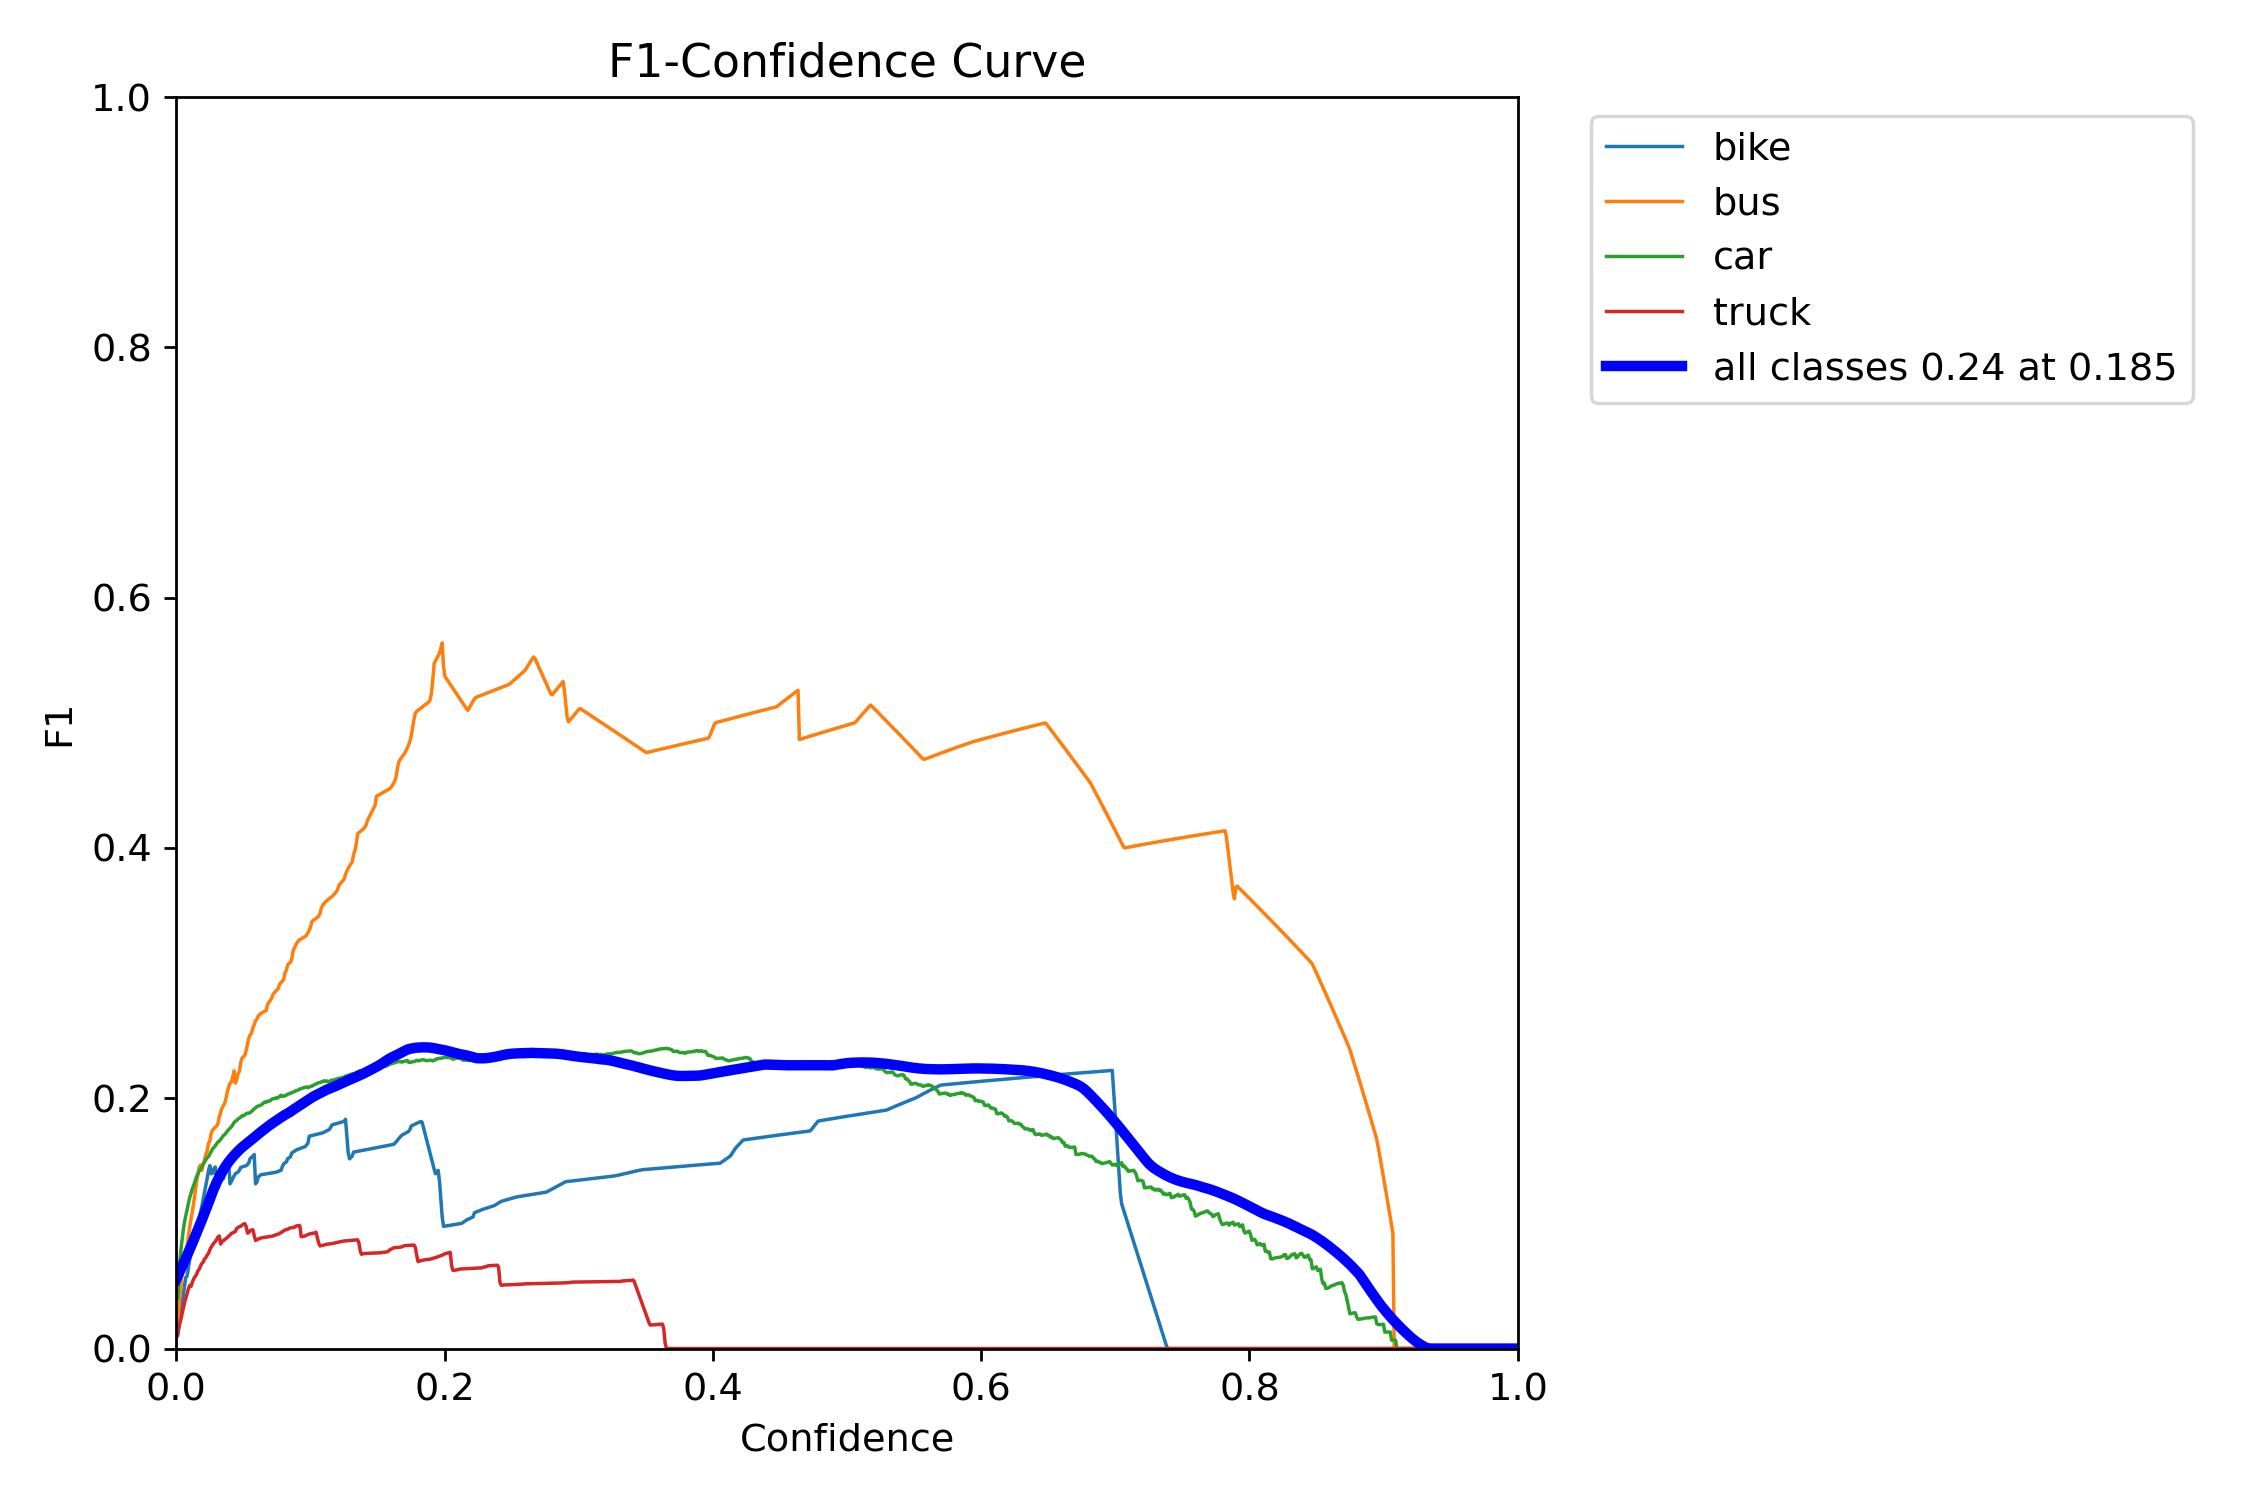 F1-Confidence Curve
1.0
0.8
0.6
0.4
0.2
0.0
F1
0.0 0.2 0.4 0.6 0.8 1.0
Confidence
bike
bus
car
truck
all classes 0.24 at 0.185